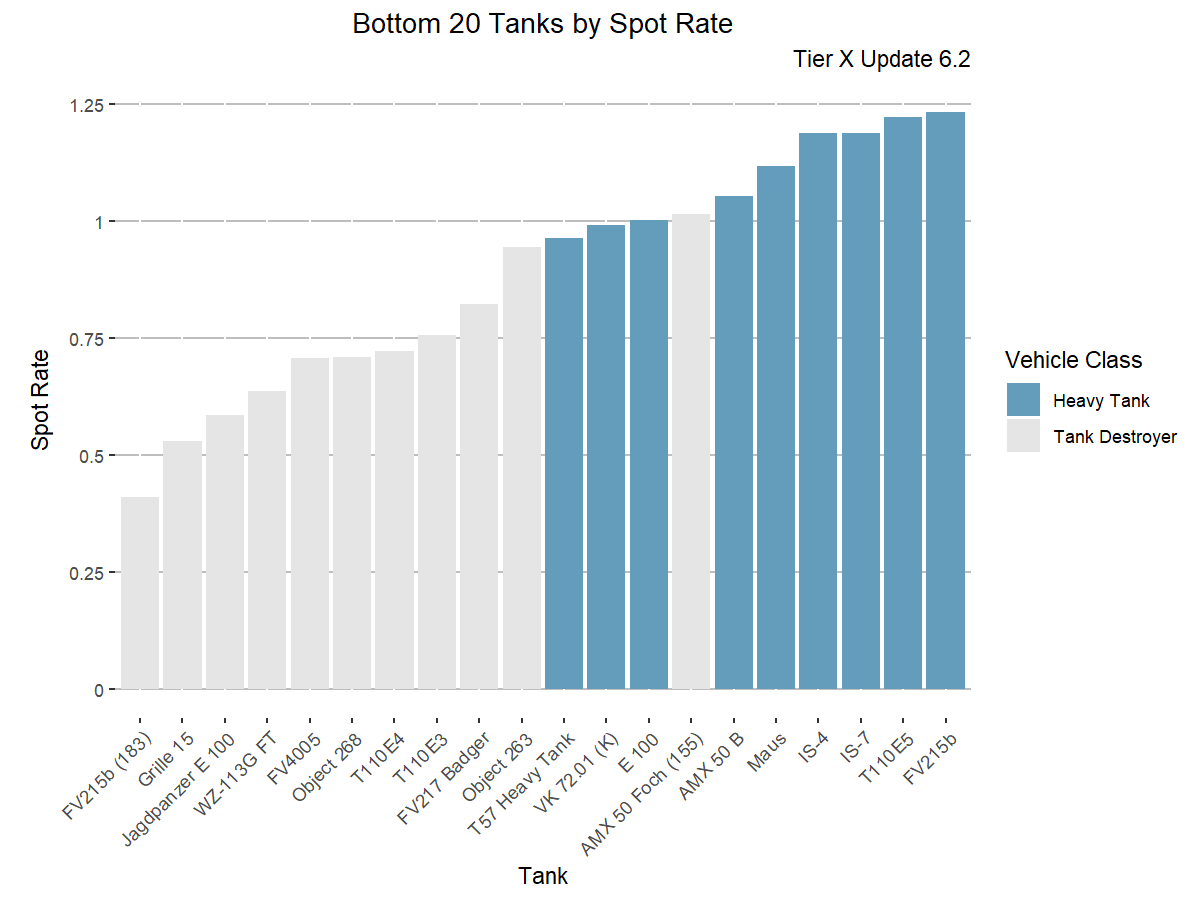 Bottom 20 Tanks by Spot Rate
Tier X Update 6.2
1.25
1
0.75
0.5
0.25
0
Spot Rate
FV215b (183)
Grille 15
Jagdpanzer E 100
WZ-113G FT
FV4005
Object 268
T110E4
T110E3
FV217 Badger
Object 263
T57 Heavy Tank
VK 72.01 (K)
E 100
AMX 50 Foch (155)
AMX 50 B
Maus
IS-4
IS-7
T110E5
FV215b
Tank
Vehicle Class
Heavy Tank
Tank Destroyer